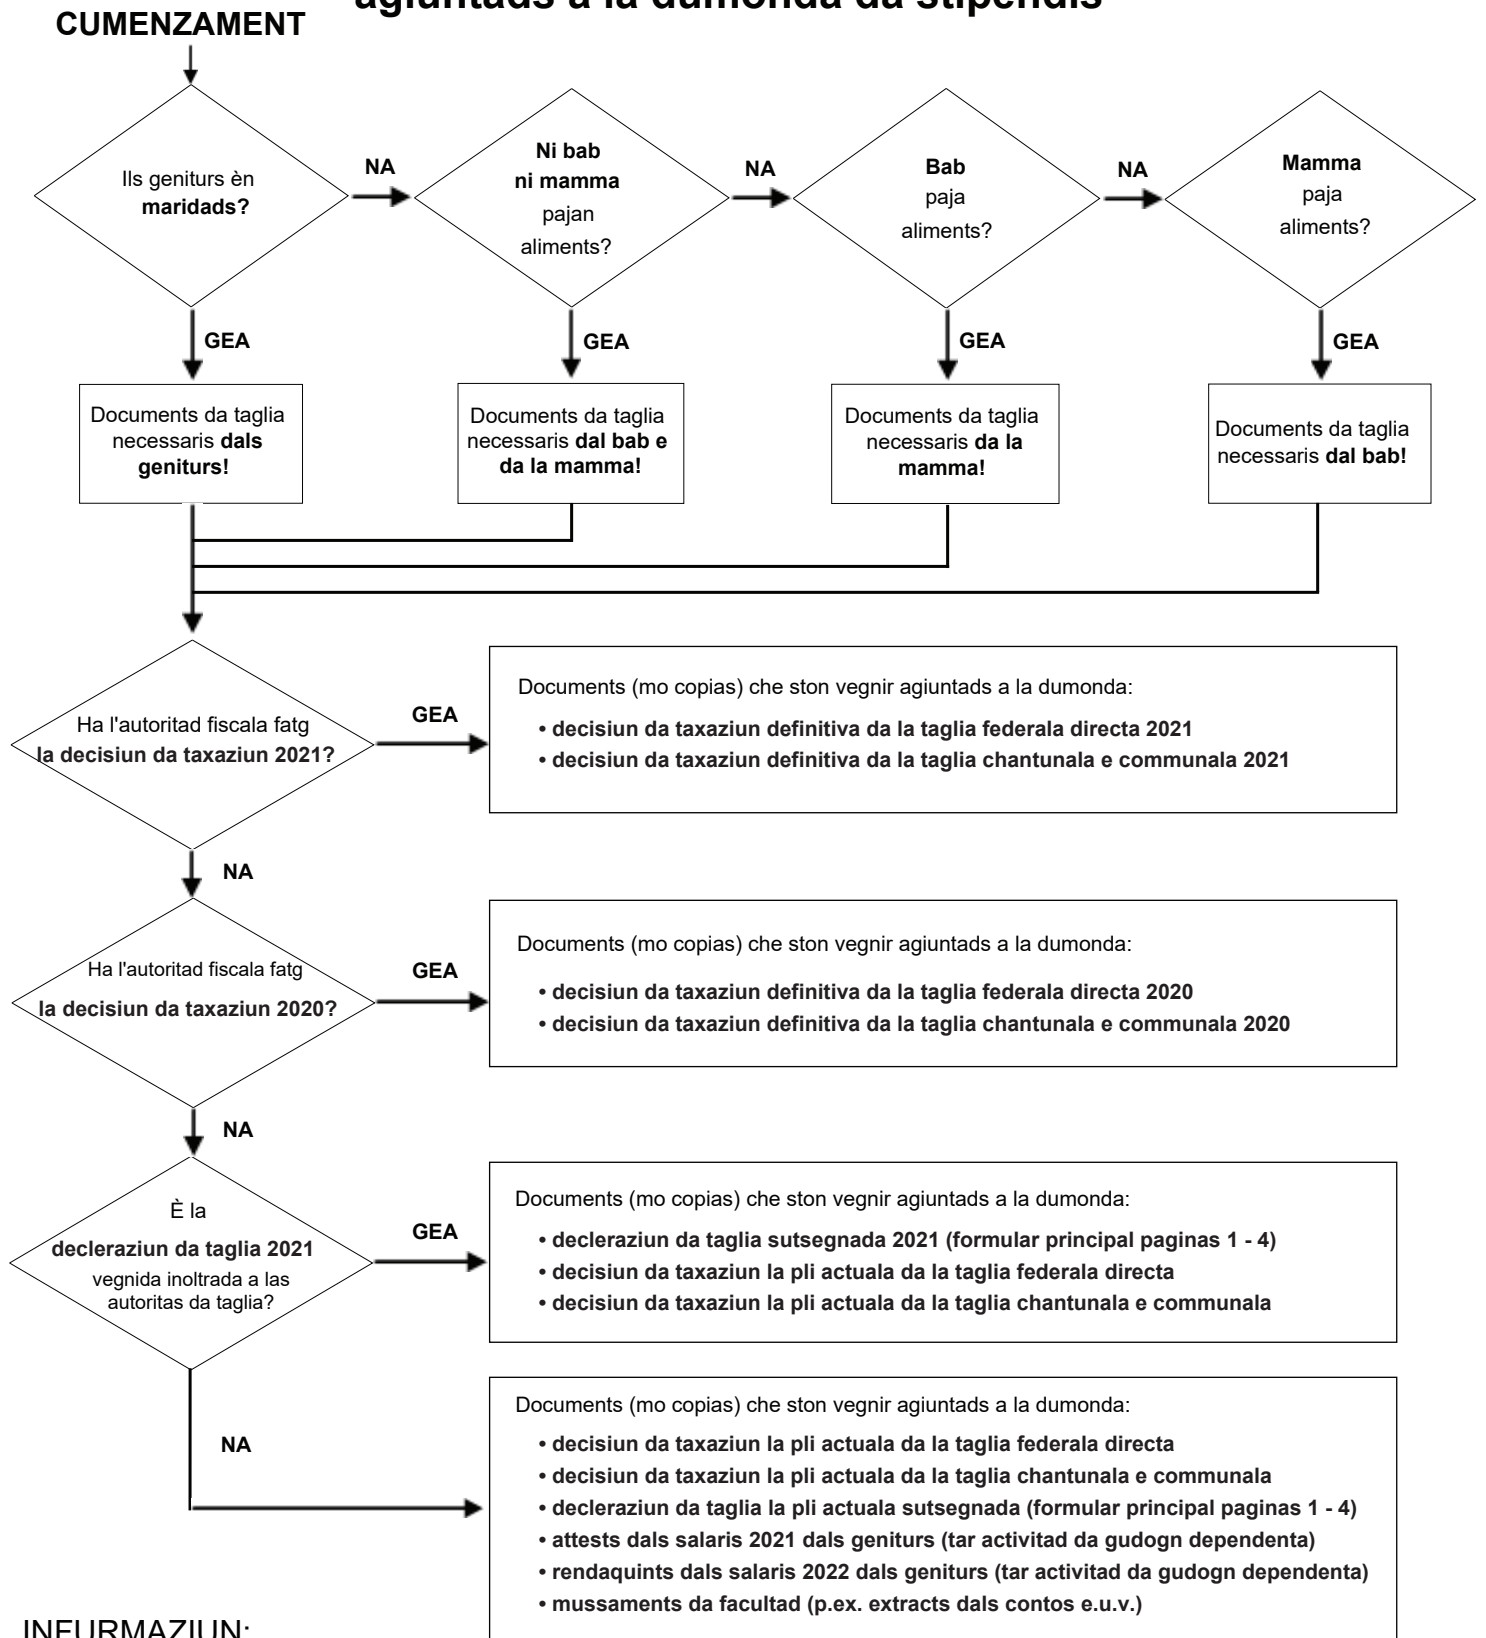 agiuntads a la dumonda da stipendis
CUMENZAMENT
Ils geniturs èn
maridads?
NA
Ni bab
ni mamma
pajan
aliments?
NA
Bab
paja
aliments?
NA
Mamma
paja
aliments?
GEA
GEA
GEA
GEA
Documents da taglia
necessaris dals
geniturs!
Documents da taglia
necessaris dal bab e
da la mamma!
Documents da taglia
necessaris da la
mamma!
Documents da taglia
necessaris dal bab!
Ha l'autoritad fiscala fatg
la decisiun da taxaziun 2021?
GEA
Documents (mo copias) che ston vegnir agiuntads a la dumonda:
• decisiun da taxaziun definitiva da la taglia federala directa 2021
• decisiun da taxaziun definitiva da la taglia chantunala e communala 2021
NA
Ha l'autoritad fiscala fatg
la decisiun da taxaziun 2020?
GEA
Documents (mo copias) che ston vegnir agiuntads a la dumonda:
• decisiun da taxaziun definitiva da la taglia federala directa 2020
• decisiun da taxaziun definitiva da la taglia chantunala e communala 2020
NA
È la
decleraziun da taglia 2021
vegnida inoltrada a las
autoritas da taglia?
GEA
Documents (mo copias) che ston vegnir agiuntads a la dumonda:
• decleraziun da taglia sutsegnada 2021 (formular principal paginas 1 - 4)
• decisiun da taxaziun la pli actuala da la taglia federala directa
• decisiun da taxaziun la pli actuala da la taglia chantunala e communala
NA
Documents (mo copias) che ston vegnir agiuntads a la dumonda:
• decisiun da taxaziun la pli actuala da la taglia federala directa
• decisiun da taxaziun la pli actuala da la taglia chantunala e communala
• decleraziun da taglia la pli actuala sutsegnada (formular principal paginas 1 - 4)
• attests dals salaris 2021 dals geniturs (tar activitad da gudogn dependenta)
• rendaquints dals salaris 2022 dals geniturs (tar activitad da gudogn dependenta)
• mussaments da facultad (p.ex. extracts dals contos e.u.v.)
INFURMAZIUN: